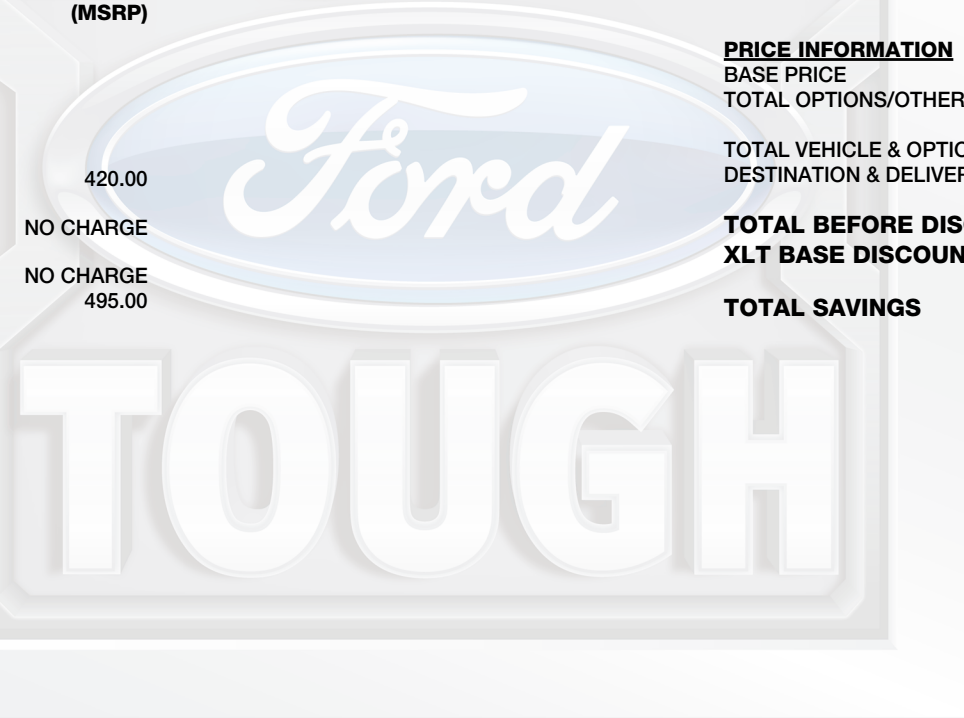 (MSRP)
420.00
NO CHARGE
NO CHARGE
495.00
PRICE INFORMATION
BASE PRICE
TOTAL OPTIONS/OTHER
TOTAL VEHICLE & OPTIO
DESTINATION & DELIVER
TOTAL BEFORE DIS
XLT BASE DISCOUN
TOTAL SAVINGS
Ford
TOUGH